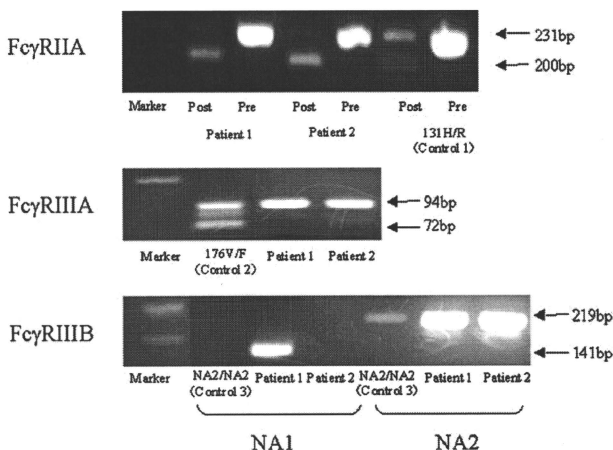 FcγRIIA
231bp
200bp
Marker Post Pre Post Pre Post Pre
Patient 1 Patient 2 131H/R
(Control 1)
FcγRIIIA
94bp
72bp
Marker 176V/F Patient 1 Patient 2
(Control 2)
FcγRIIIB
219bp
141bp
Marker NA2/NA2 Patient 1 Patient 2 NA2/NA2 Patient 1 Patient 2
(Control 3) (Control 3)
NA1 NA2